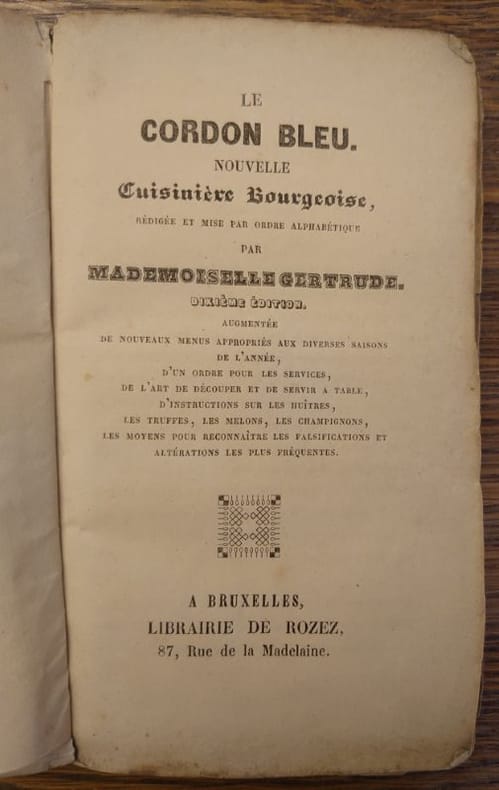 LE
CORDON BLEU.
NOUVELLE
Cuisinière Bourgeoise,
RÉDIGÉE ET MISE PAR ORDRE ALPHABÉTIQUE
PAR
MADEMOISELLE GERTRUDE.
DIXIÈME ÉDITION.
AUGMENTÉE
DE NOUVEAUX MENUS APPROPRIÉS AUX DIVERSES SAISONS
DE L'ANNÉE,
D'UN ORDRE POUR LES SERVICES,
DE L'ART DE DÉCOUPER ET DE SERVIR A TABLE,
D'INSTRUCTIONS SUR LES HUÎTRES,
LES TRUFFES, LES MELONS, LES CHAMPIGNONS,
LES MOYENS POUR RECONNAÎTRE LES FALSIFICATIONS ET
ALTÉRATIONS LES PLUS FRÉQUENTES.
A BRUXELLES,
LIBRAIRIE DE ROZEZ,
87, Rue de la Madelaine.